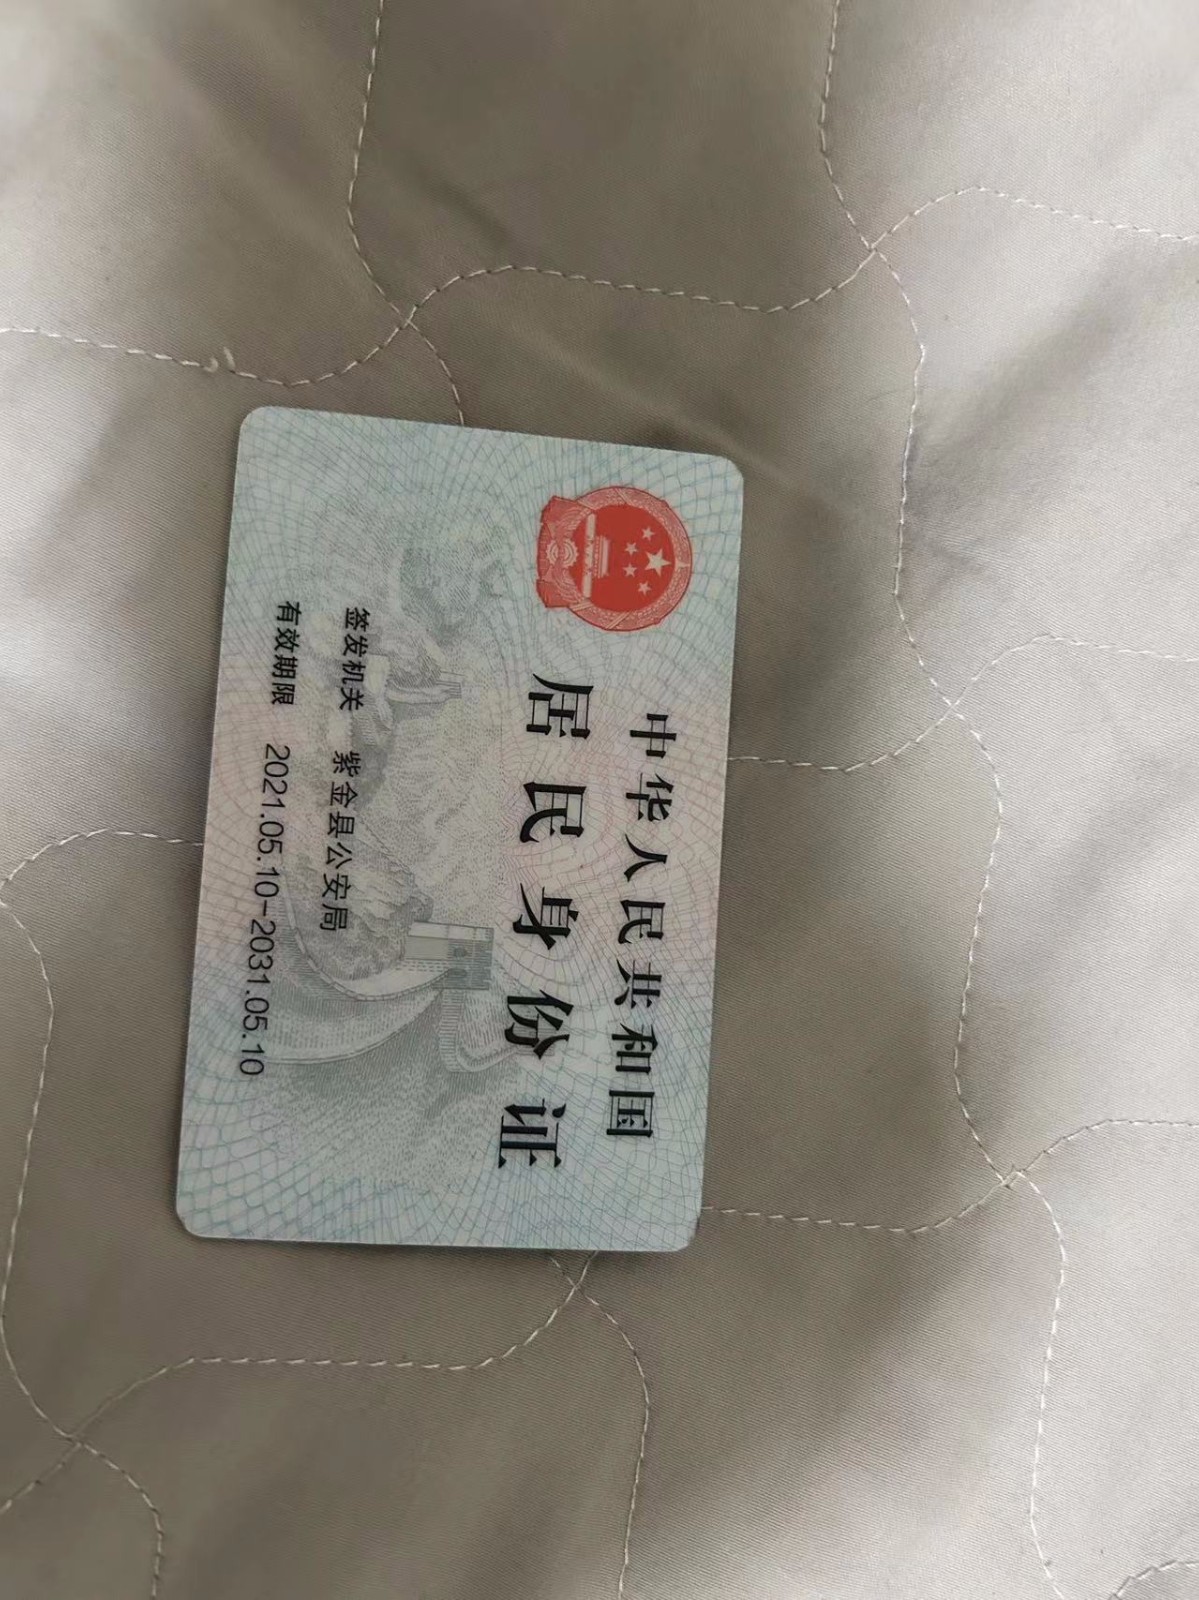 中华人民共和国
居民身份证
签发机关 紫金县公安局
有效期限 2021.05.10-2031.05.10